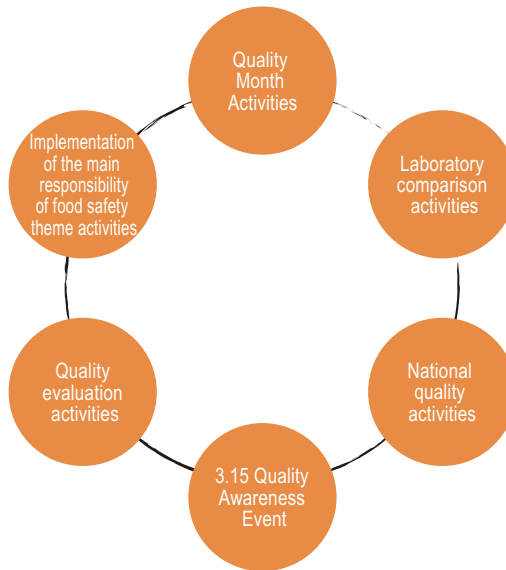 Quality
Month
Activities
Laboratory
comparison
activities
National
quality
activities
3.15 Quality
Awareness
Event
Quality
evaluation
activities
Implementation
of the main
responsibility
of food safety
theme activities